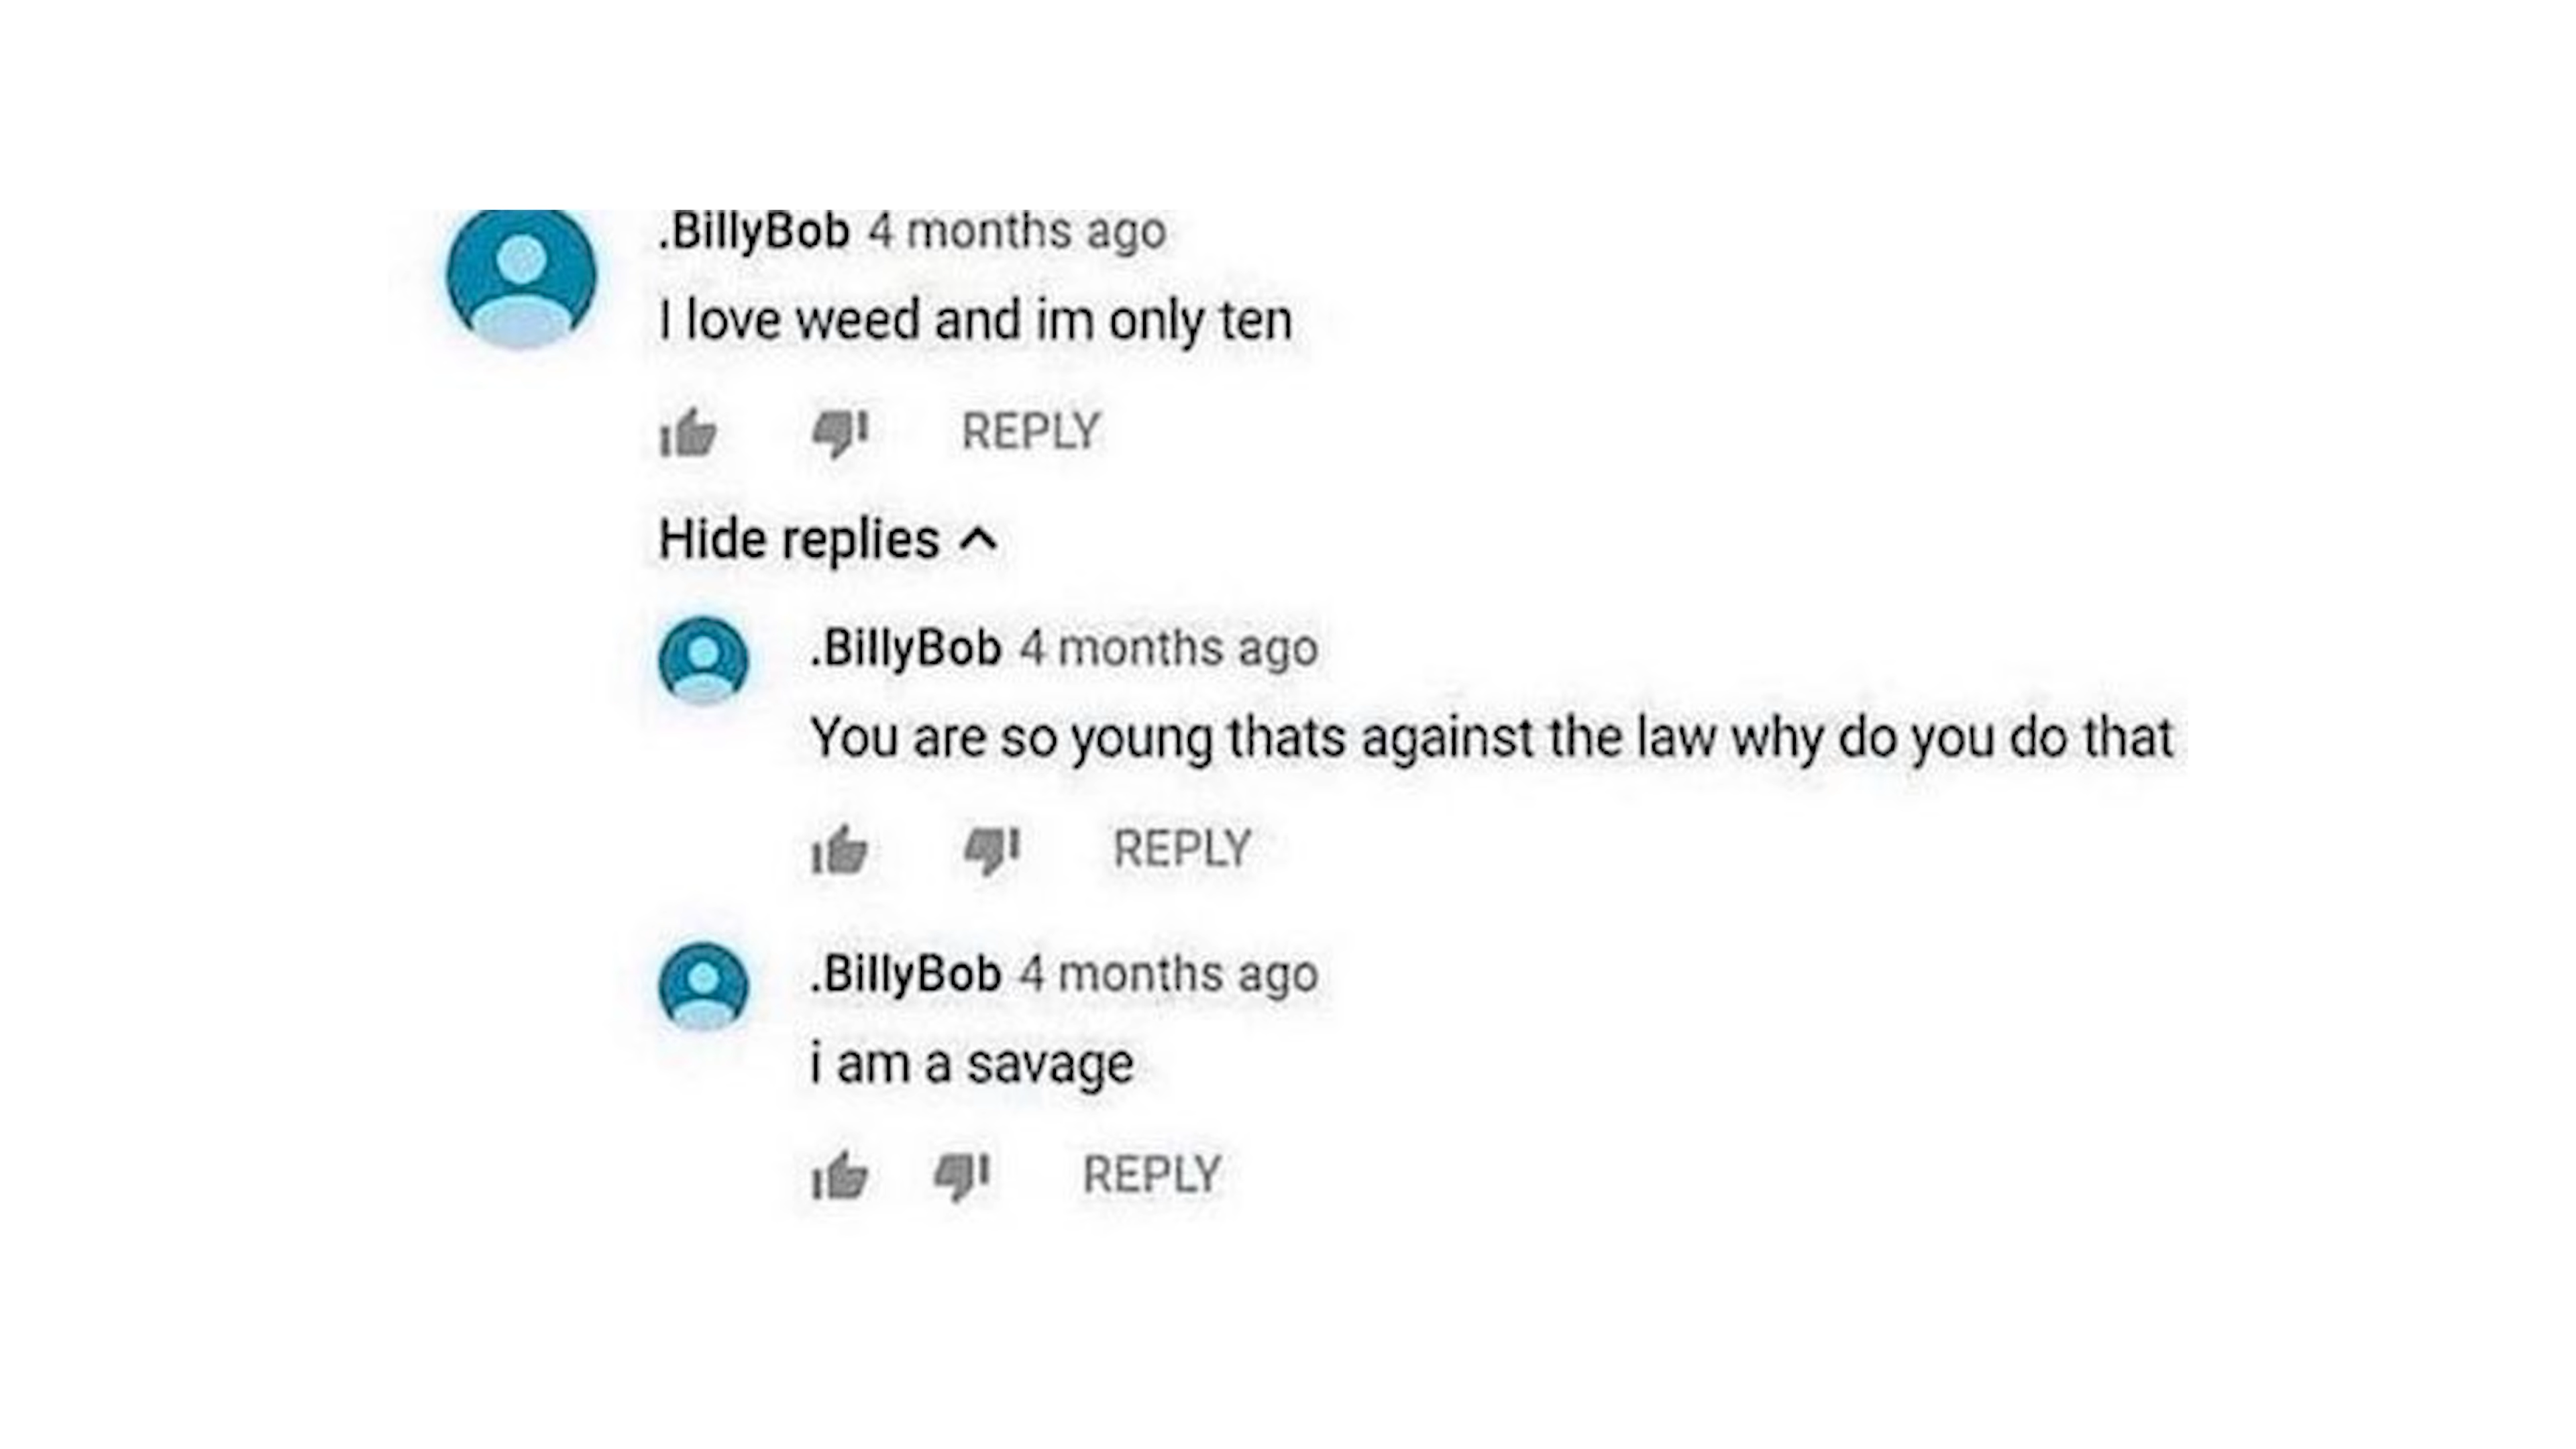 .BillyBob 4 months ago
I love weed and im only ten
REPLY
Hide replies
.BillyBob 4 months ago
You are so young thats against the law why do you do that
REPLY
.BillyBob 4 months ago
i am a savage
REPLY